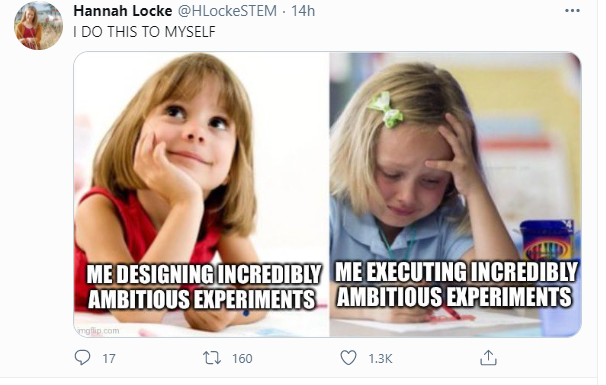 Hannah Locke @HLockeSTEM · 14h
I DO THIS TO MYSELF
ME DESIGNING INCREDIBLY
AMBITIOUS EXPERIMENTS
ME EXECUTING INCREDIBLY
AMBITIOUS EXPERIMENTS
imgflip.com
17 160 1.3K